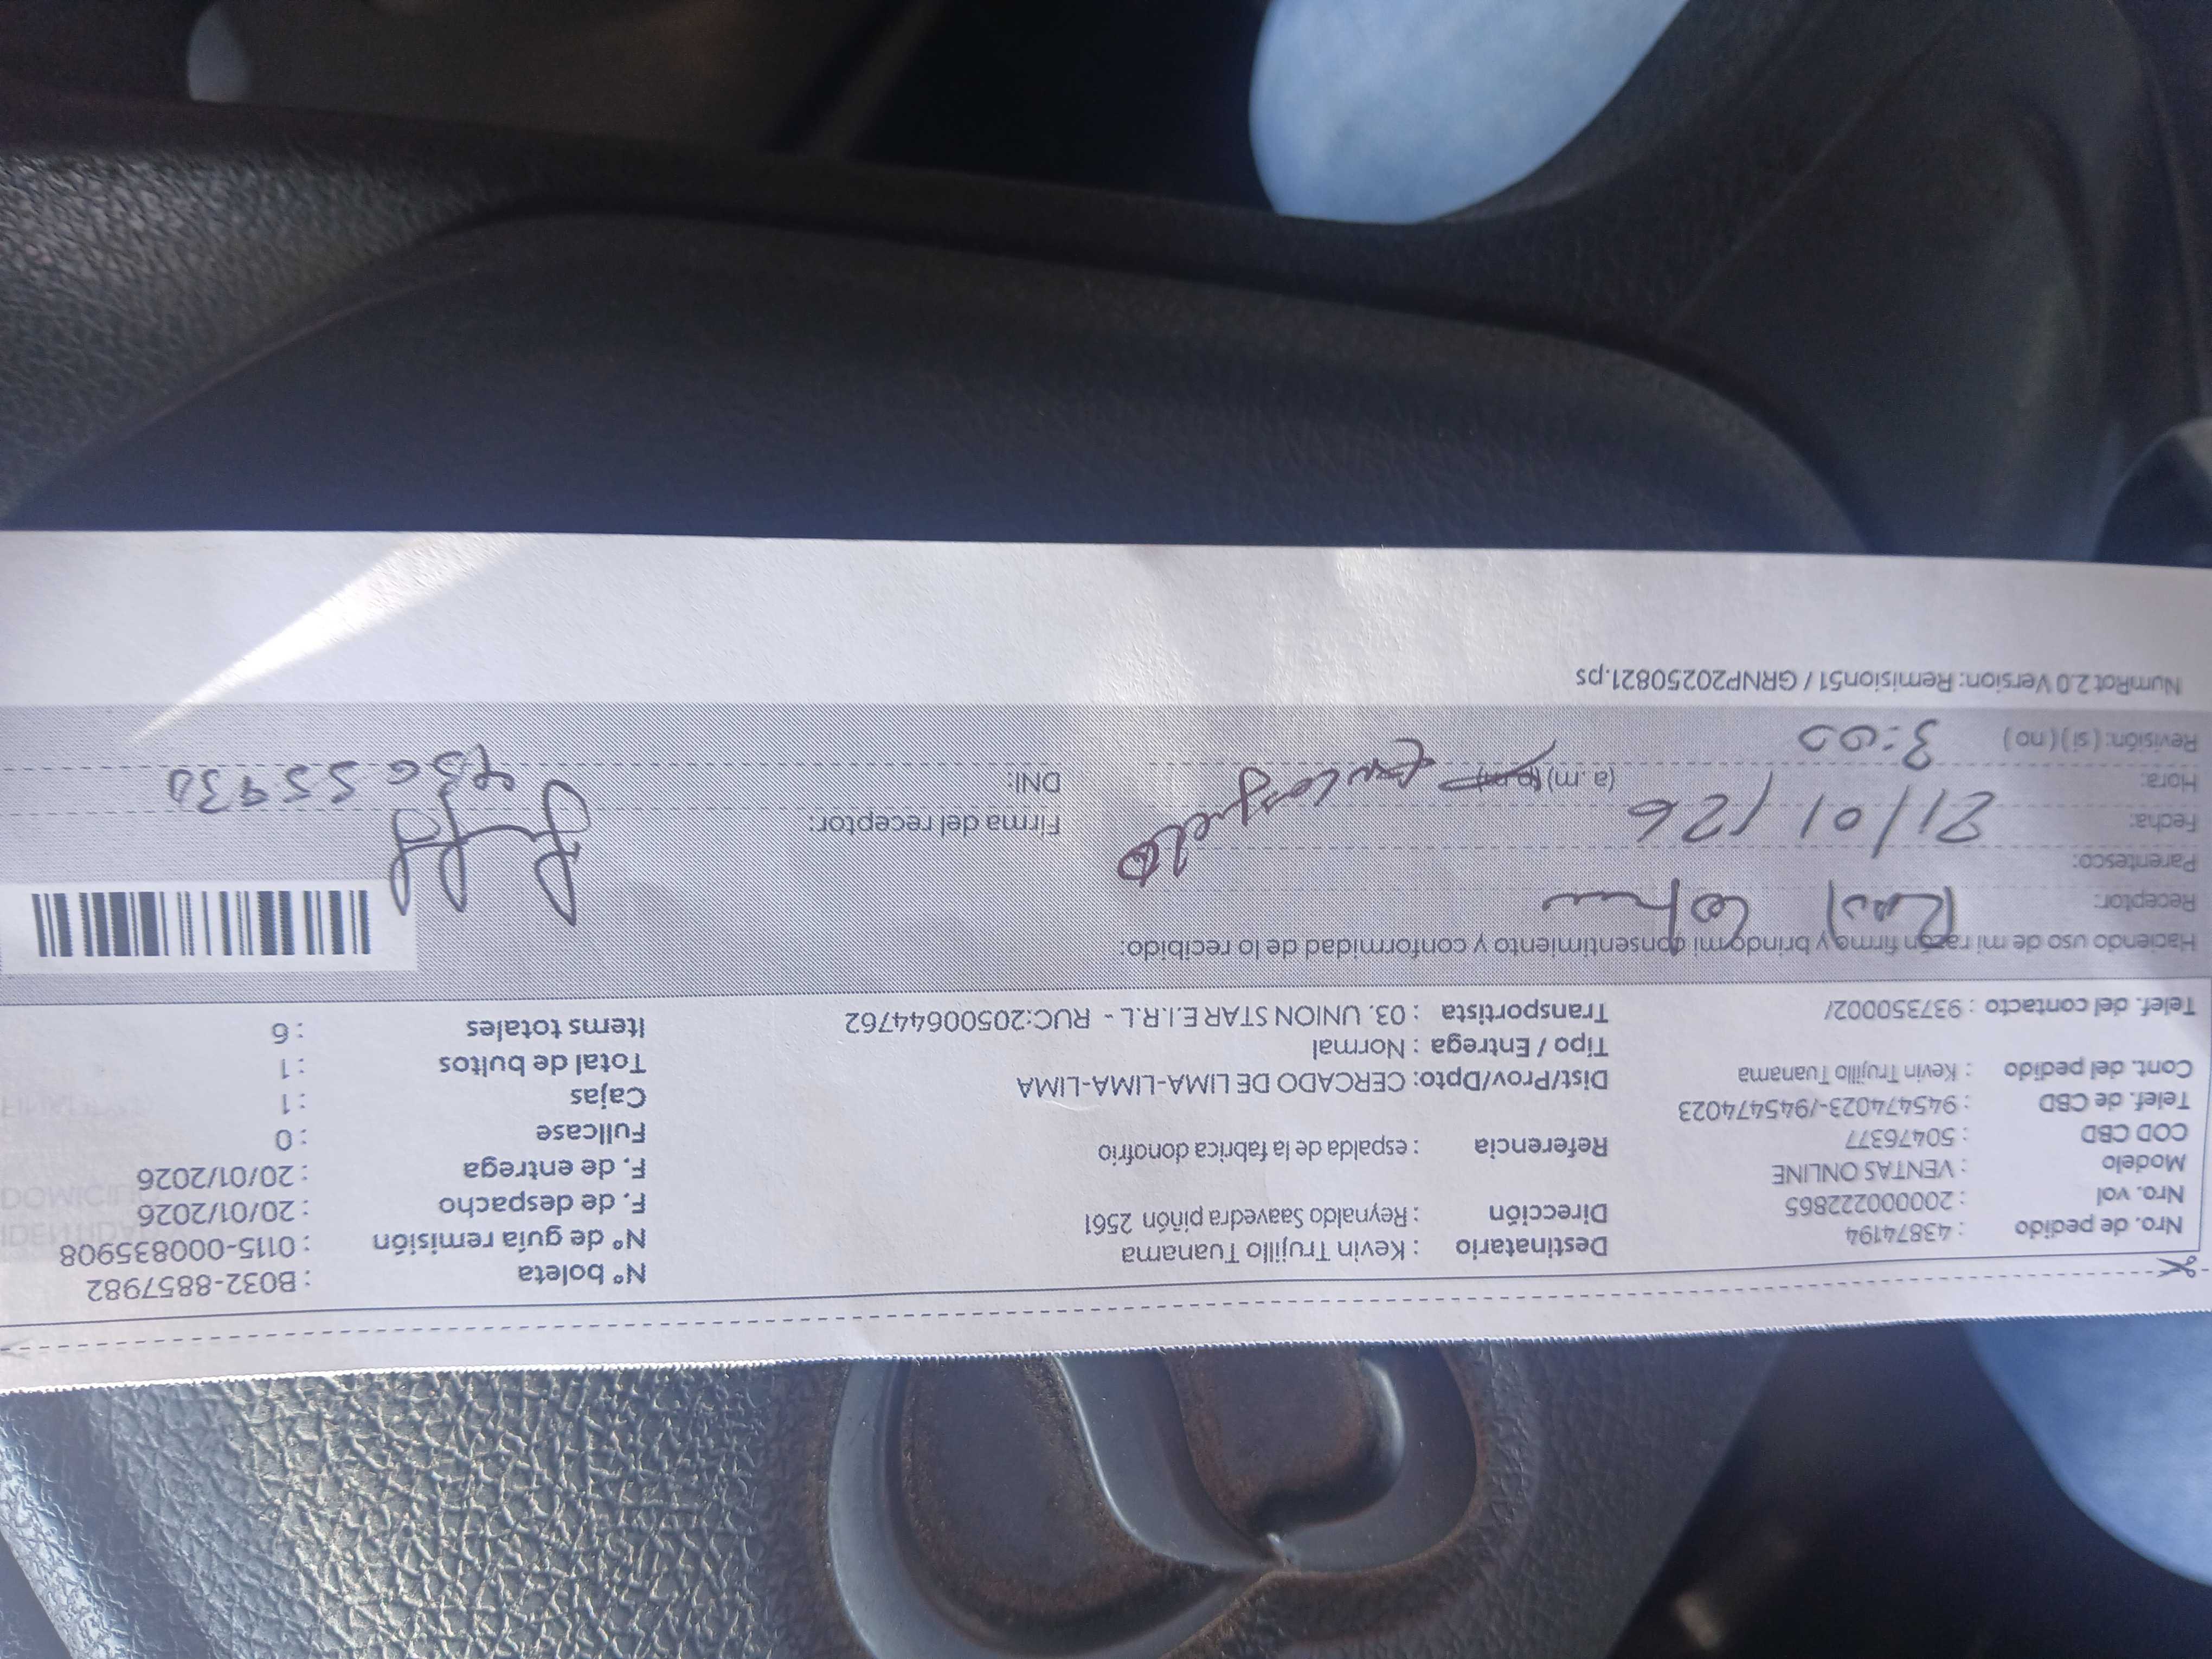 Nº boleta : B032-8857982
Nro. de pedido : 43874194 Destinatario : Kevin Trujillo Tuanama Nº de guía remisión : 0115-0000835908
Nro. vol : 20000222865 Dirección : Reynaldo Saavedra piñón 2561 F. de despacho : 20/01/2026
Modelo : VENTAS ONLINE F. de entrega : 20/01/2026
COD CBD : 50476377 Referencia : espalda de la fabrica donofrio Fullcase : 0
Telef. de CBD : 945474023-/945474023 Cajas : 1
Cont. del pedido : Kevin Trujillo Tuanama Dist/Prov/Dpto: CERCADO DE LIMA-LIMA-LIMA Total de bultos : 1
Tipo / Entrega : Normal
Telef. del contacto : 937350002/ Transportista : 03. UNION STAR E.I.R.L - RUC:20500644762 Items totales : 6
Haciendo uso de mi razón firmo y brindo mi consentimiento y conformidad de lo recibido:
Receptor:
Parentesco:
Fecha: 21/01/26 Firma del receptor:
Hora: 3:00 (a.m) (p.m) DNI:
Revisión: ( si ) ( no )
NumRot 2.0 Version: Remision51 / GRNP20250821.ps